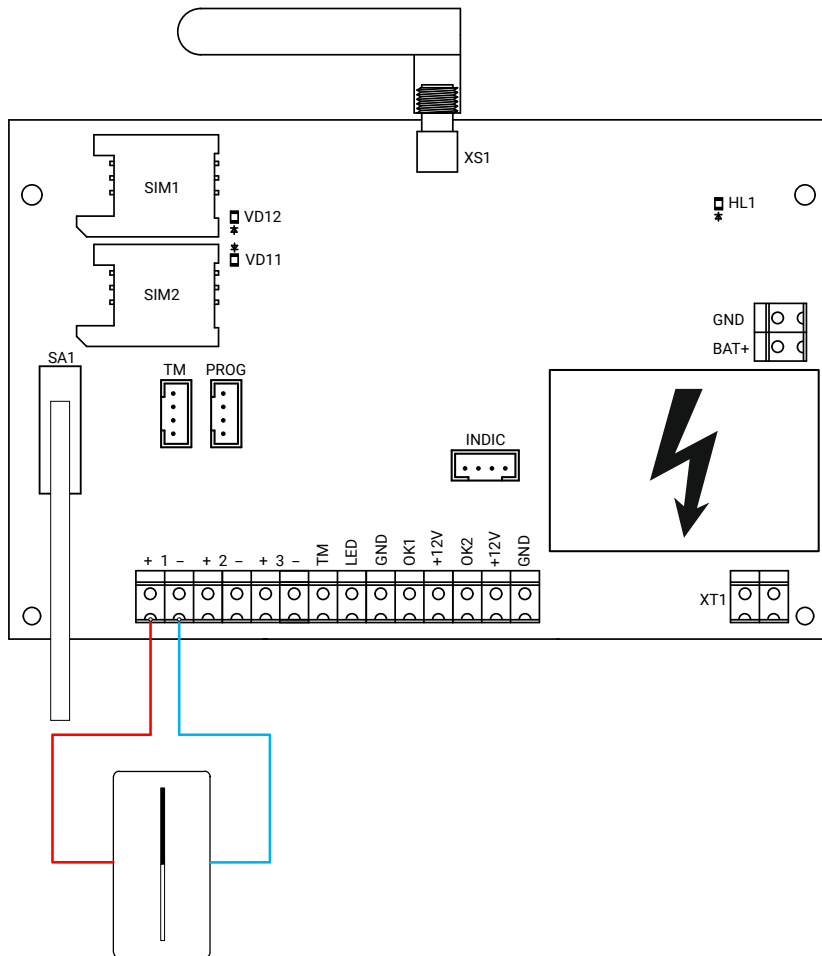 XS1
SIM1
HL1
VD12
VD11
SIM2
GND
BAT+
SA1
TM PROG
INDIC
+ 1 − + 2 − + 3 − TM LED GND OK1 +12V OK2 +12V GND
XT1